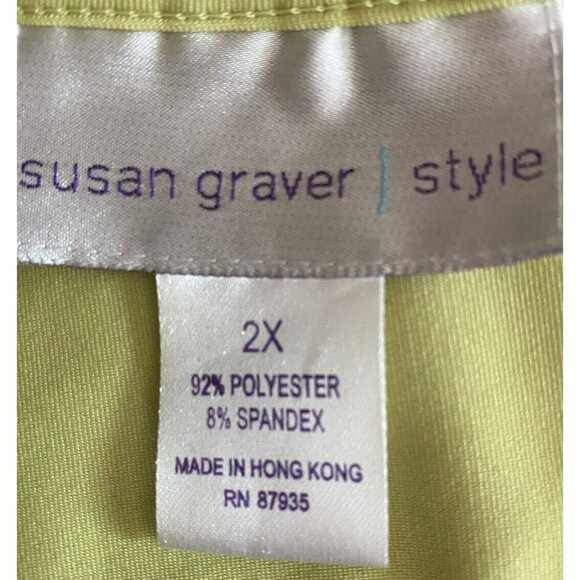 susan graver | style
2X
92% POLYESTER
8% SPANDEX
MADE IN HONG KONG
RN 87935